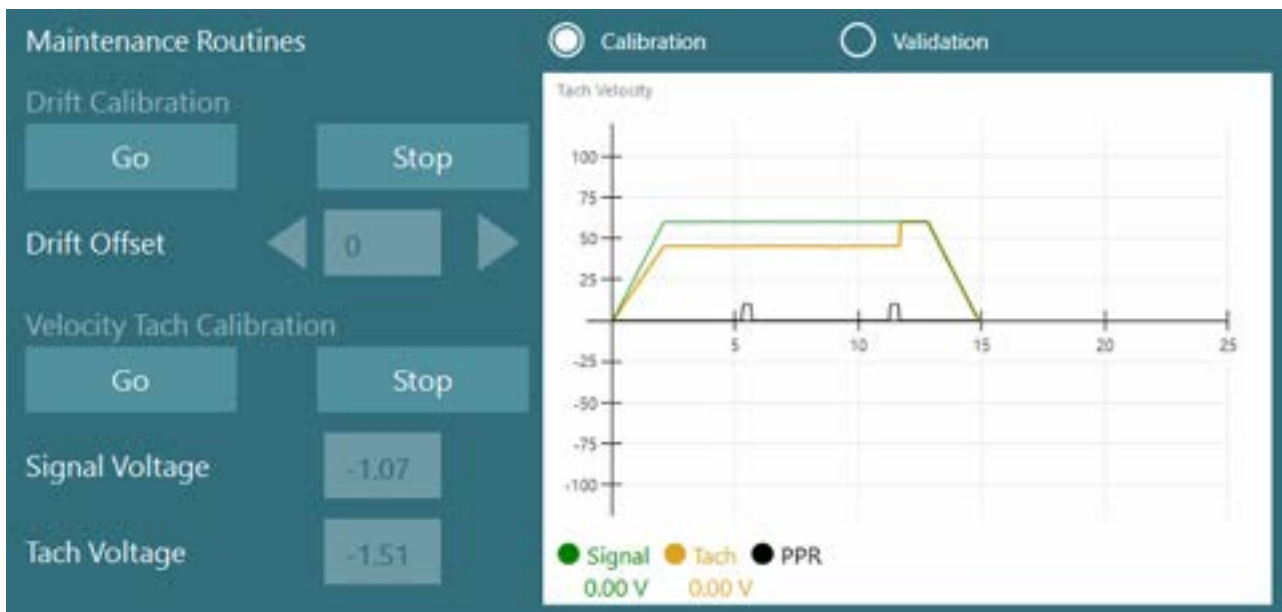 Maintenance Routines
Drift Calibration
Go Stop
Drift Offset 0
Velocity Tach Calibration
Go Stop
Signal Voltage -1.07
Tach Voltage -1.51
Calibration Validation
Tach Velocity
100
75
50
25
5 10 15 20 25
-25
-50
-75
-100
Signal Tach PPR
0.00 V 0.00 V